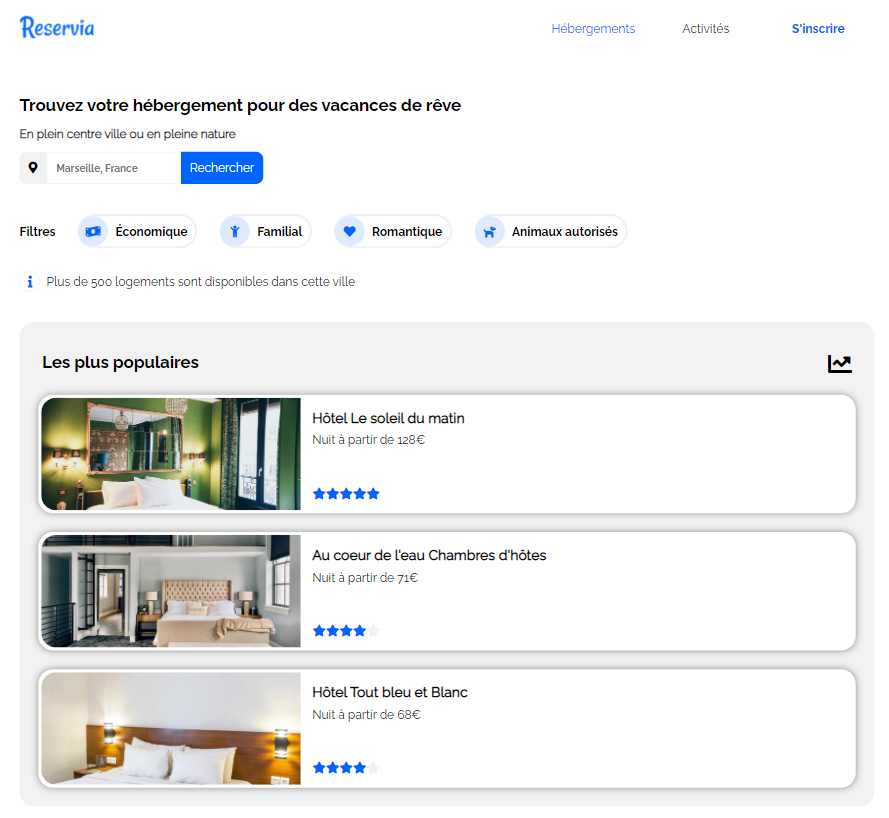 Reservia
Hébergements
Activités
S'inscrire
Trouvez votre hébergement pour des vacances de rêve
En plein centre ville ou en pleine nature
Marseille, France
Rechercher
Filtres
Économique
Familial
Romantique
Animaux autorisés
Plus de 500 logements sont disponibles dans cette ville
Les plus populaires
Hôtel Le soleil du matin
Nuit à partir de 128€
Au coeur de l'eau Chambres d'hôtes
Nuit à partir de 71€
Hôtel Tout bleu et Blanc
Nuit à partir de 68€